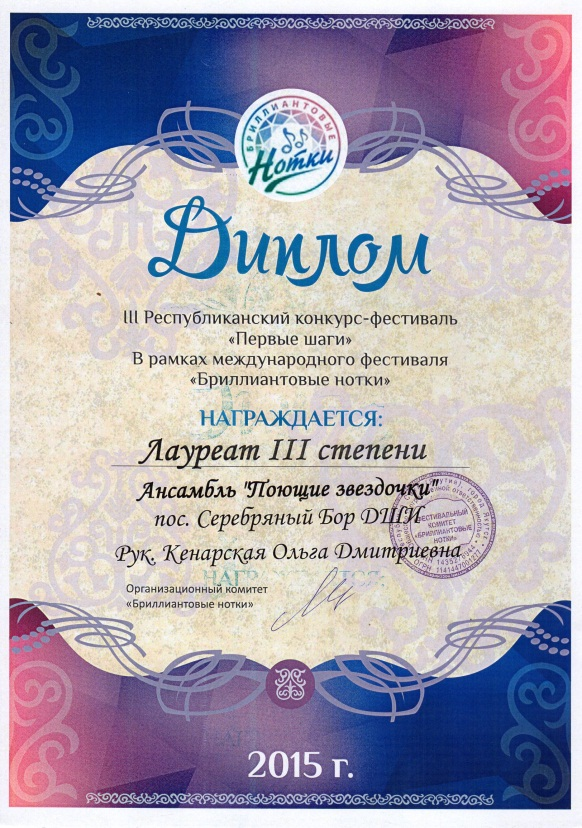 БРИЛЛИАНТОВЫЕ
Нотки
Диплом
III Республиканский конкурс-фестиваль
«Первые шаги»
В рамках международного фестиваля
«Бриллиантовые нотки»
НАГРАЖДАЕТСЯ:
Лауреат III степени
Ансамбль "Поющие звездочки"
пос. Серебряный Бор ДШИ
Рук. Кенарская Ольга Дмитриевна
Организационный комитет
«Бриллиантовые нотки»
ФЕСТИВАЛЬНЫЙ
КОМИТЕТ
«БРИЛЛИАНТОВЫЕ
НОТКИ»
2015 г.